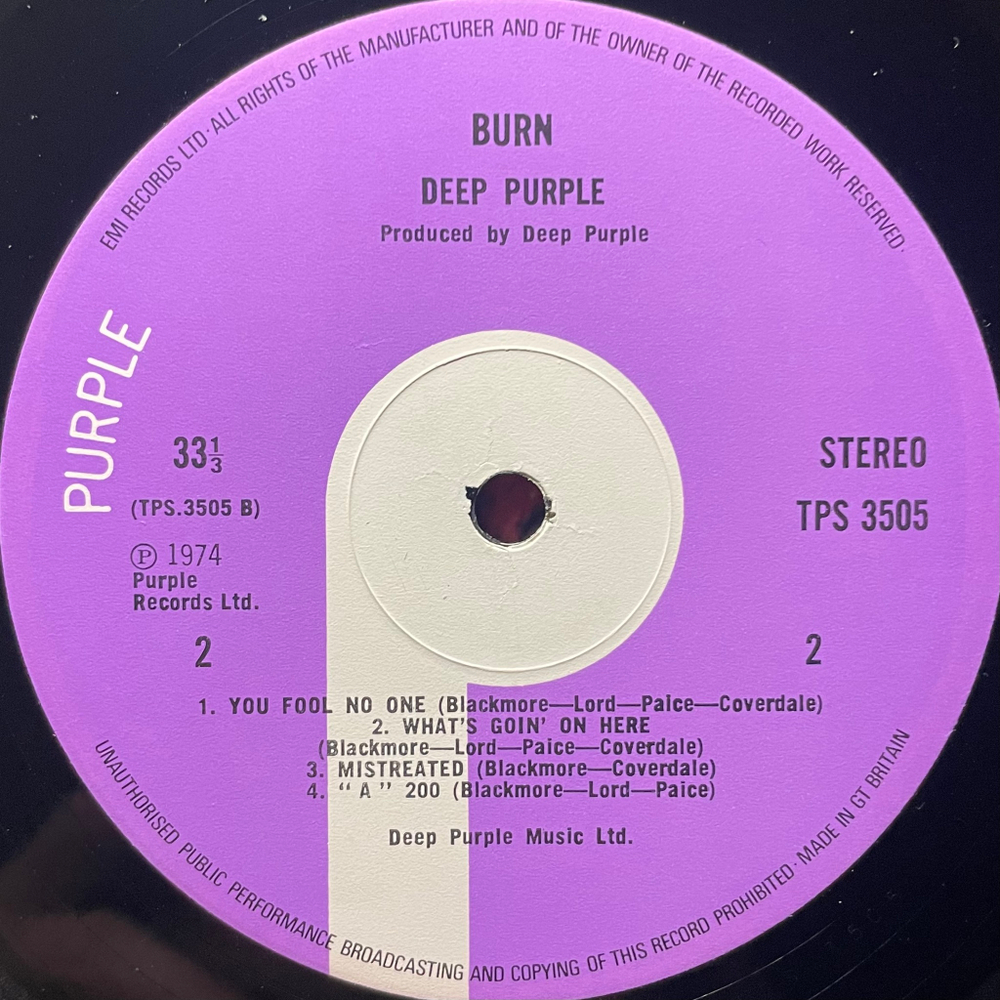 EMI RECORDS LTD · ALL RIGHTS OF THE MANUFACTURER AND OF THE OWNER OF THE RECORDED WORK RESERVED ·
BURN
DEEP PURPLE
Produced by Deep Purple
PURPLE
33⅓
STEREO
(TPS.3505 B)
TPS 3505
Ⓟ 1974
Purple
Records Ltd.
2
2
1. YOU FOOL NO ONE (Blackmore—Lord—Paice—Coverdale)
2. WHAT'S GOIN' ON HERE
(Blackmore—Lord—Paice—Coverdale)
3. MISTREATED (Blackmore—Coverdale)
4. “A” 200 (Blackmore—Lord—Paice)
Deep Purple Music Ltd.
UNAUTHORISED PUBLIC PERFORMANCE BROADCASTING AND COPYING OF THIS RECORD PROHIBITED · MADE IN GT BRITAIN